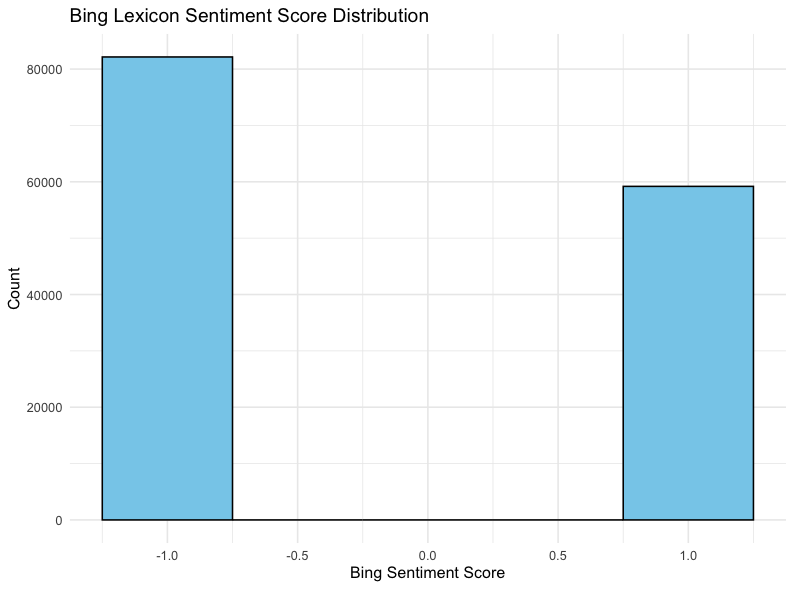 Bing Lexicon Sentiment Score Distribution
Count
80000
60000
40000
20000
0
-1.0 -0.5 0.0 0.5 1.0
Bing Sentiment Score